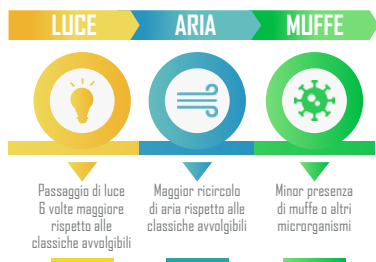 LUCE
ARIA
MUFFE
Passaggio di luce
6 volte maggiore
rispetto alle
classiche avvolgibili
Maggior ricircolo
di aria rispetto alle
classiche avvolgibili
Minor presenza
di muffe o altri
microrganismi